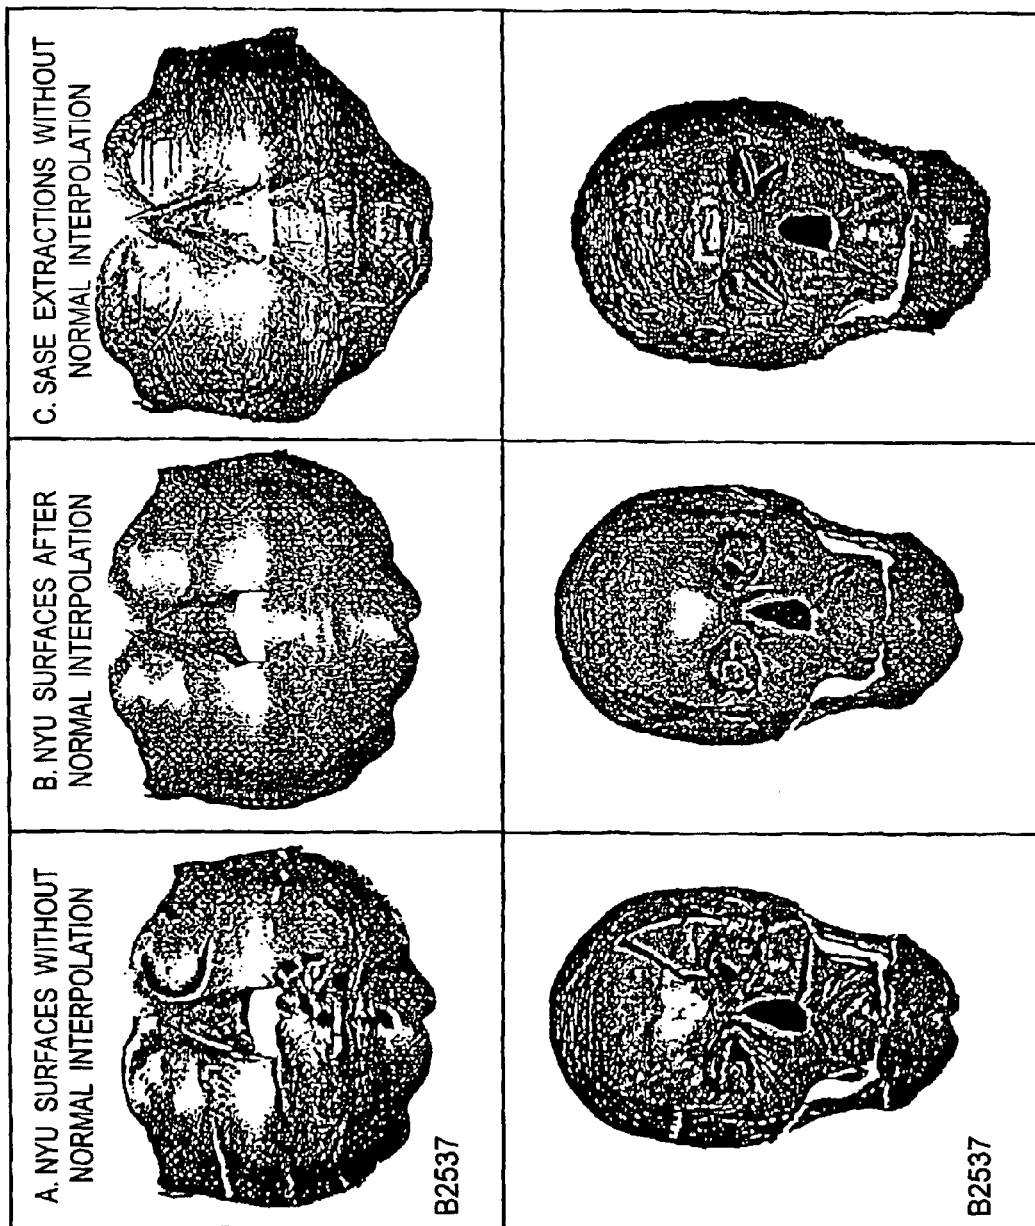 A. NYU SURFACES WITHOUT
NORMAL INTERPOLATION
B. NYU SURFACES AFTER
NORMAL INTERPOLATION
C. SASE EXTRACTIONS WITHOUT
NORMAL INTERPOLATION
B2537
B2537